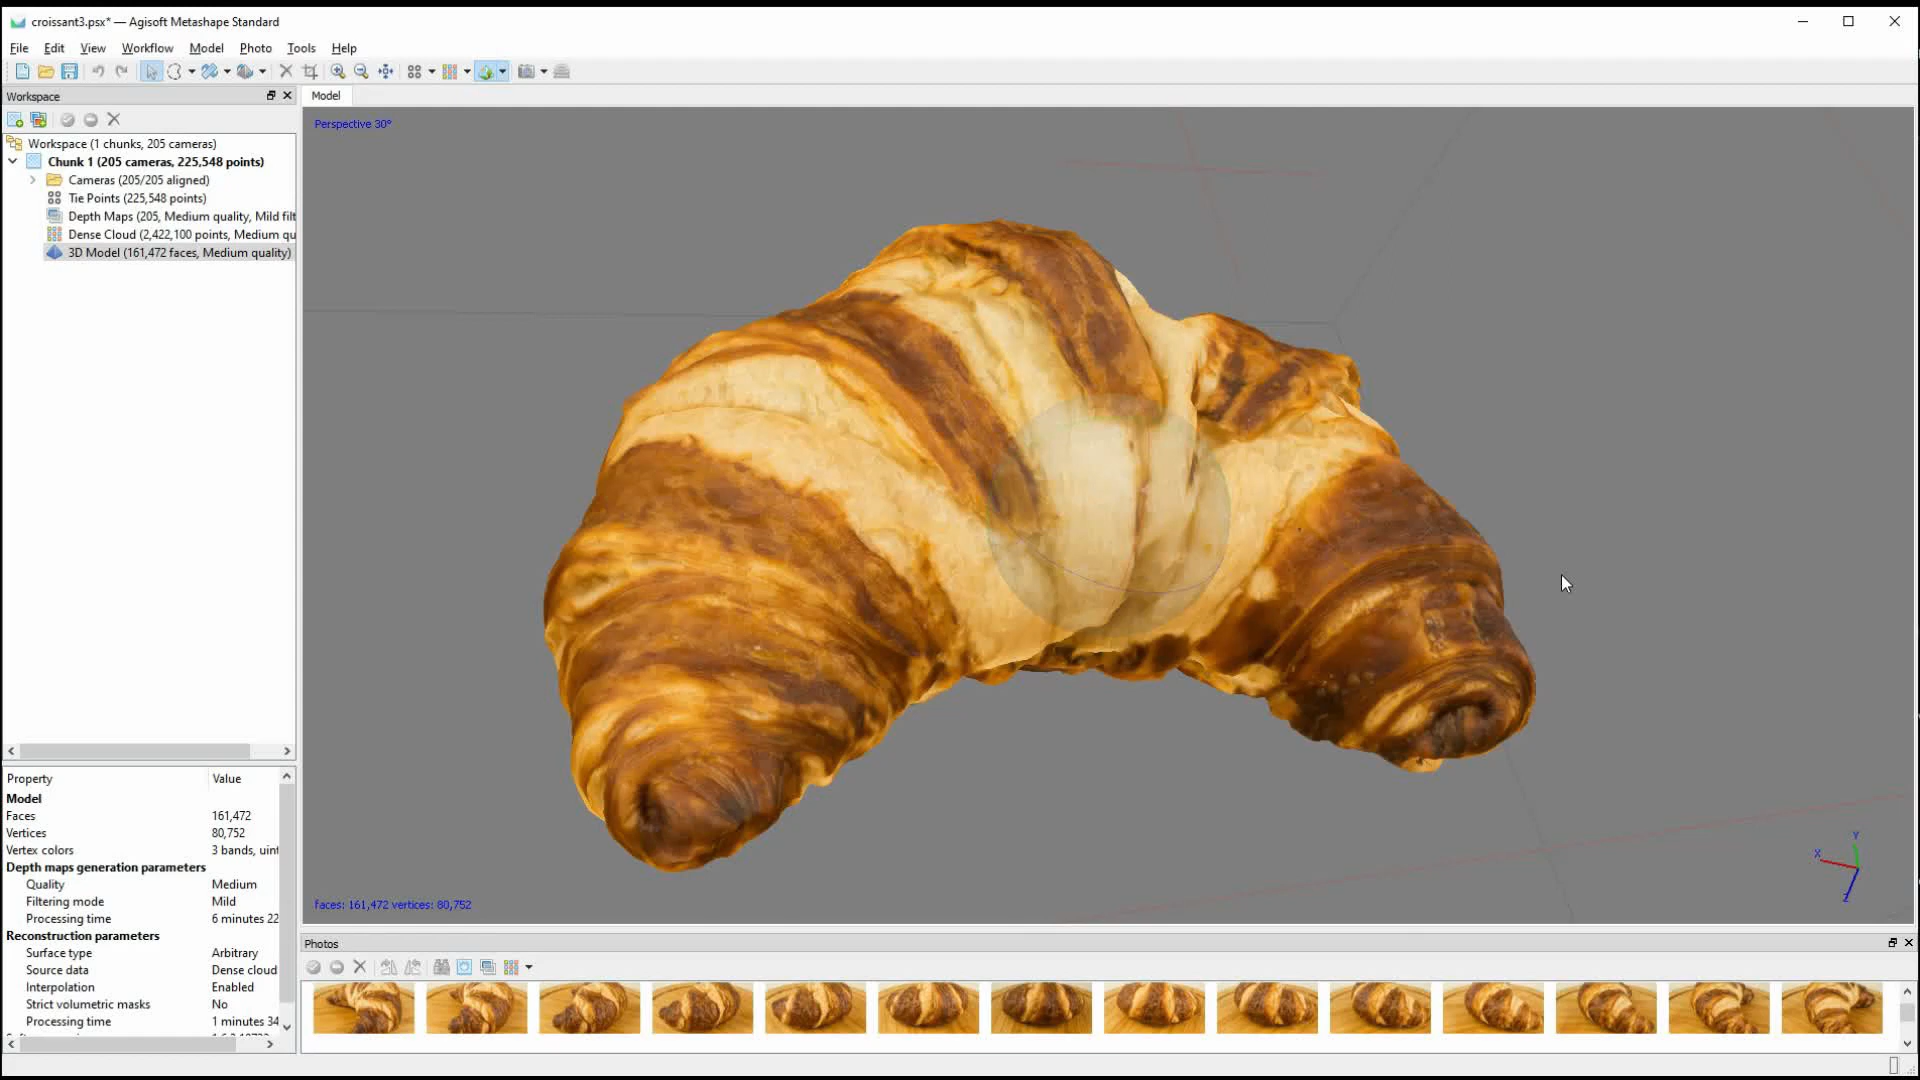 croissant3.psx* — Agisoft Metashape Standard
File Edit View Workflow Model Photo Tools Help
Workspace
Model
Perspective 30°
Workspace (1 chunks, 205 cameras)
Chunk 1 (205 cameras, 225,548 points)
Cameras (205/205 aligned)
Tie Points (225,548 points)
Depth Maps (205, Medium quality, Mild filt
Dense Cloud (2,422,100 points, Medium qu
3D Model (161,472 faces, Medium quality)
Property Value
Model
Faces 161,472
Vertices 80,752
Vertex colors 3 bands, uint
Depth maps generation parameters
Quality Medium
Filtering mode Mild
Processing time 6 minutes 22
Reconstruction parameters
Surface type Arbitrary
Source data Dense cloud
Interpolation Enabled
Strict volumetric masks No
Processing time 1 minutes 34
Y
X
Z
faces: 161,472 vertices: 80,752
Photos